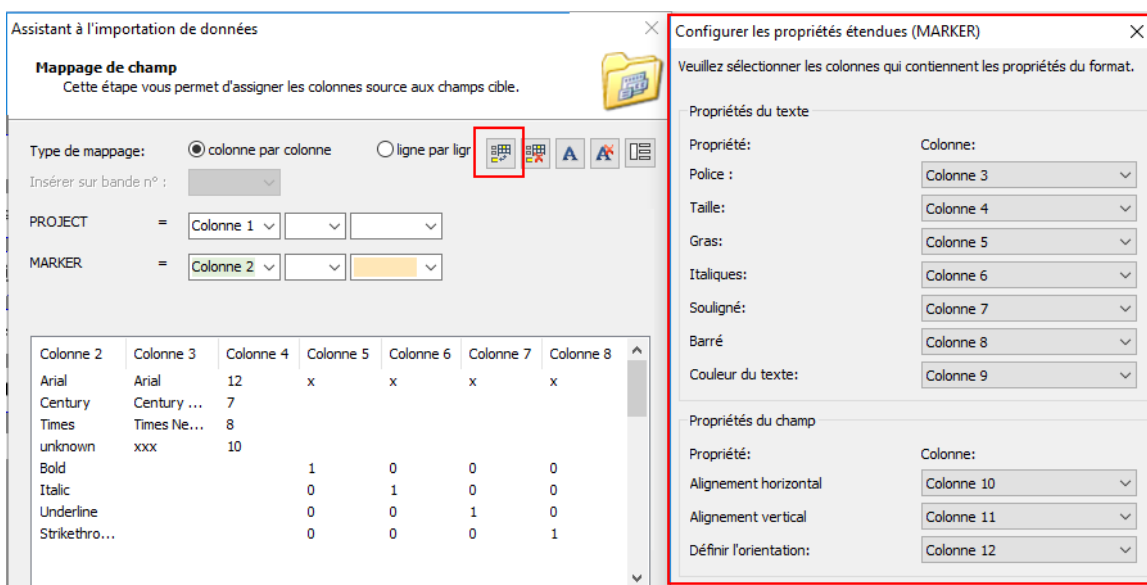 Assistant à l'importation de données
Mappage de champ
Cette étape vous permet d'assigner les colonnes source aux champs cible.
Type de mappage: colonne par colonne ligne par ligr
A A
Insérer sur bande n° :
PROJECT = Colonne 1
MARKER = Colonne 2
Colonne 2 Colonne 3 Colonne 4 Colonne 5 Colonne 6 Colonne 7 Colonne 8
Arial Arial 12 x x x x
Century Century ... 7
Times Times Ne... 8
unknown xxx 10
Bold 1 0 0 0
Italic 0 1 0 0
Underline 0 0 1 0
Strikethro... 0 0 0 1
Configurer les propriétés étendues (MARKER)
Veuillez sélectionner les colonnes qui contiennent les propriétés du format.
Propriétés du texte
Propriété: Colonne:
Police : Colonne 3
Taille: Colonne 4
Gras: Colonne 5
Italiques: Colonne 6
Souligné: Colonne 7
Barré Colonne 8
Couleur du texte: Colonne 9
Propriétés du champ
Propriété: Colonne:
Alignement horizontal Colonne 10
Alignement vertical Colonne 11
Définir l'orientation: Colonne 12